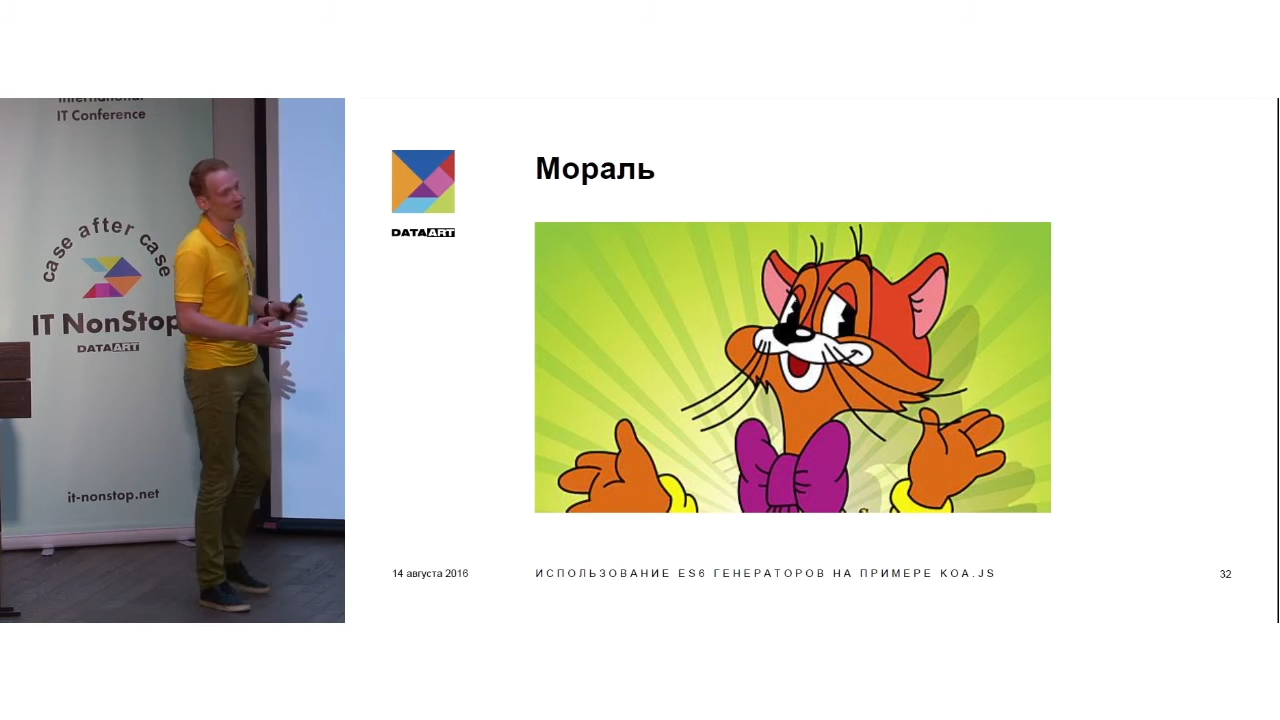 International
IT Conference
case after case
IT NonStop
DATAART
it-nonstop.net
DATAART
Мораль
14 августа 2016
ИСПОЛЬЗОВАНИЕ ES6 ГЕНЕРАТОРОВ НА ПРИМЕРЕ KOA.JS
32